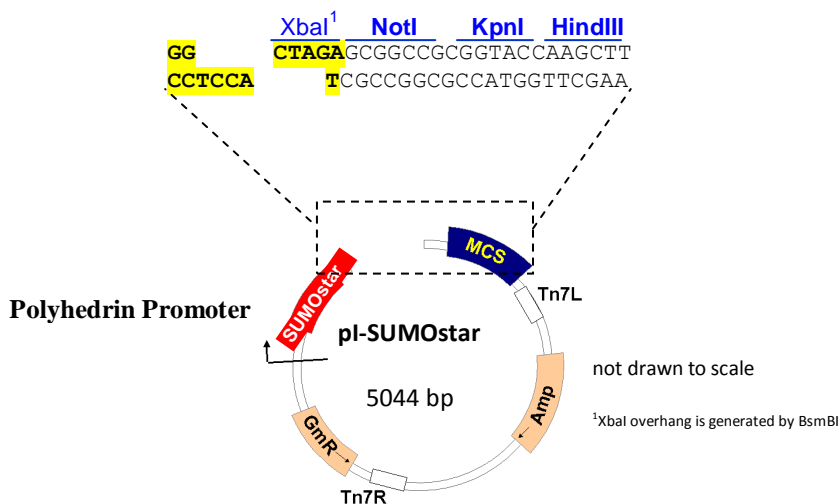 XbaI¹ NotI KpnI HindIII
GG CTAGAGCGGCCGCGGTACCAAGCTT
CCTCCA TCGCCGGCGCCATGGTTCGAA
MCS
SUMOstar
Tn7L
Polyhedrin Promoter
pI-SUMOstar
not drawn to scale
5044 bp
Amp
¹XbaI overhang is generated by BsmBI
GmR
Tn7R